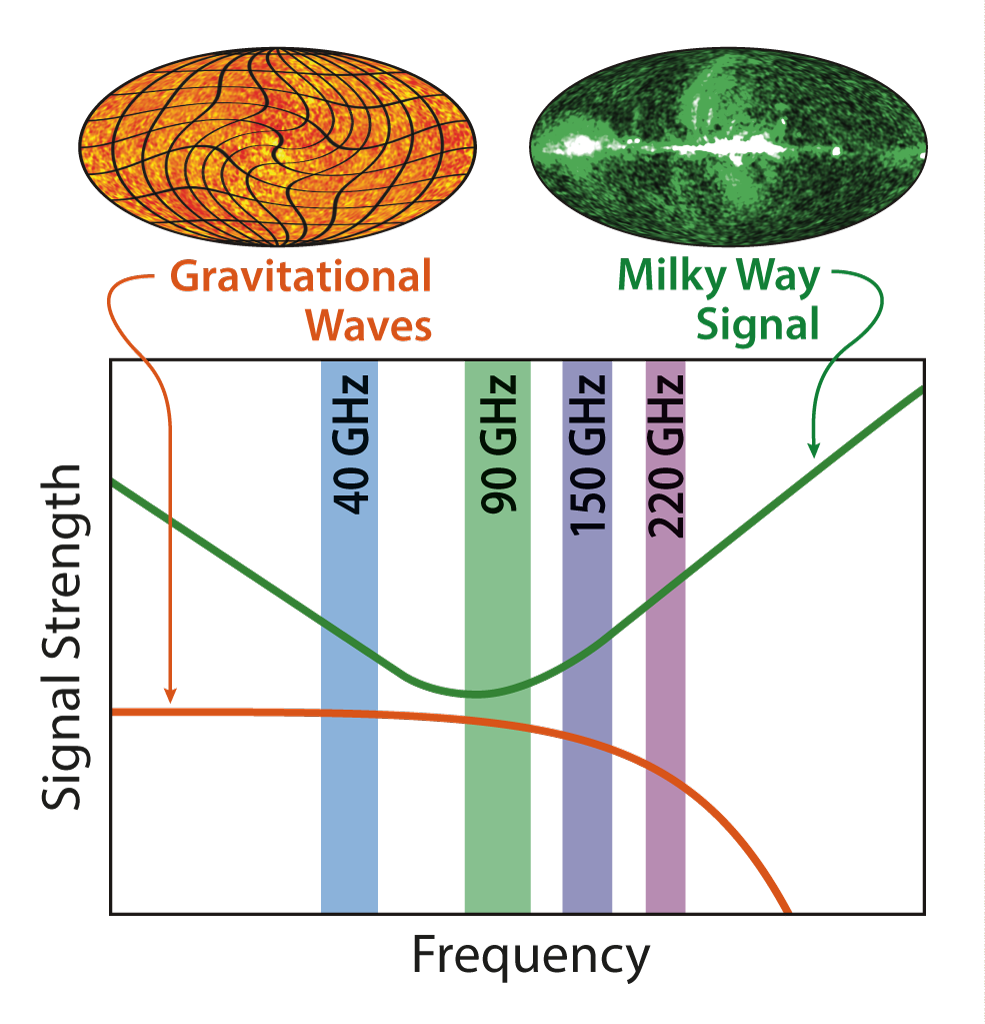 Gravitational
Waves
Milky Way
Signal
40 GHz
90 GHz
150 GHz
220 GHz
Signal Strength
Frequency